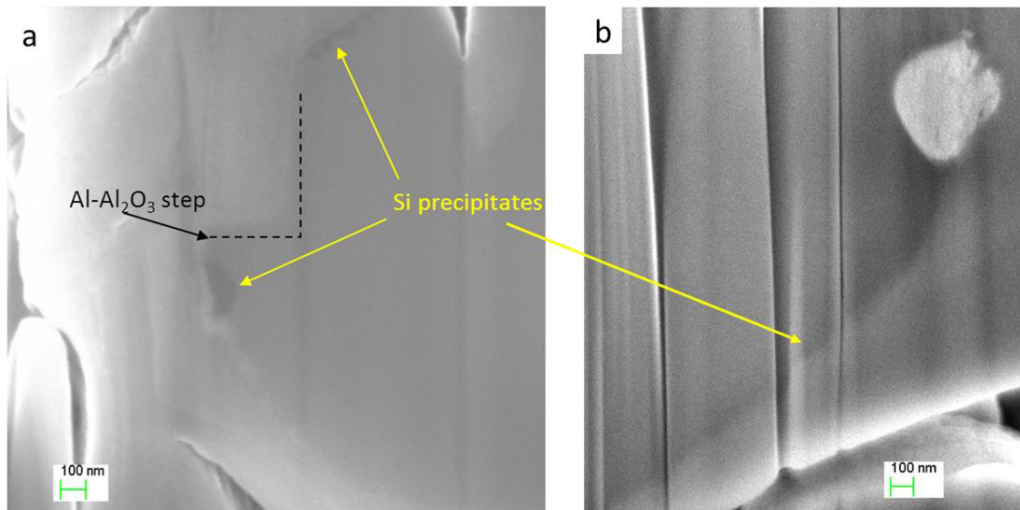 a
b
Al-Al₂O₃ step
Si precipitates
100 nm
100 nm